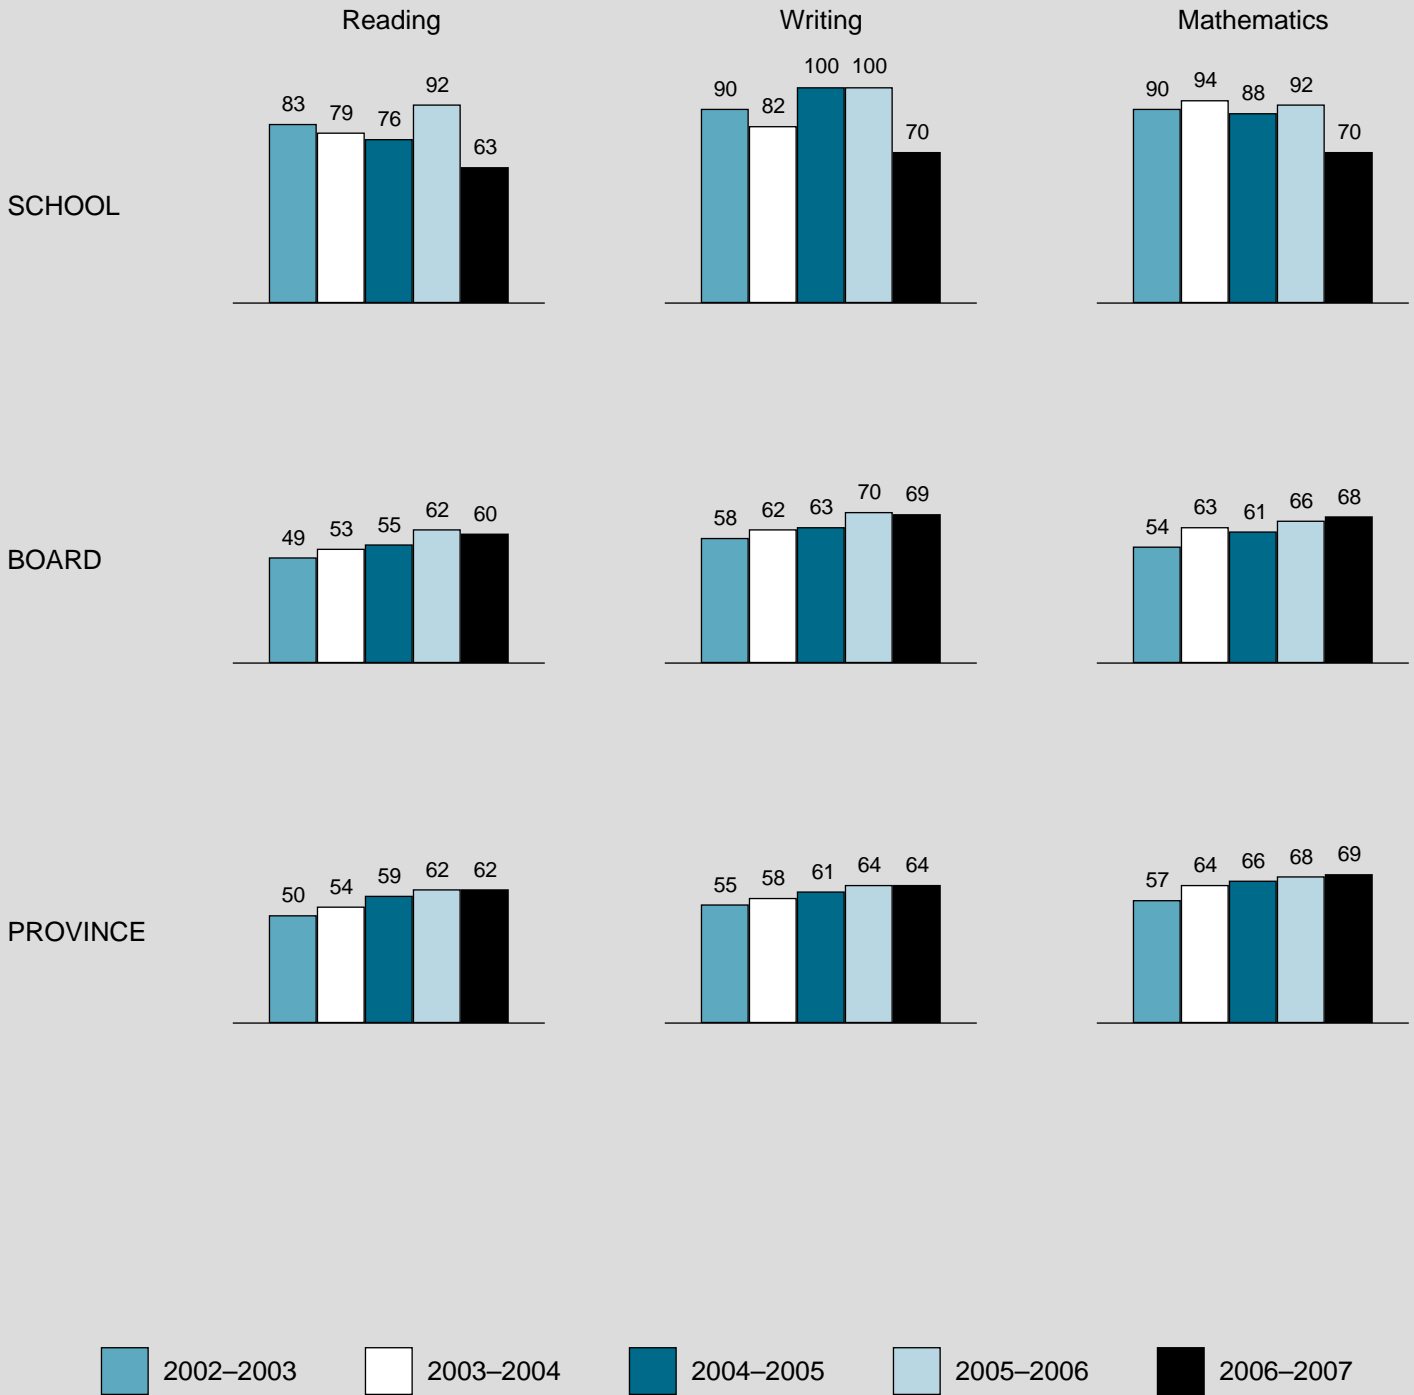 Reading Writing Mathematics
83 79 76 92 63
90 82 100 100 70
90 94 88 92 70
SCHOOL
49 53 55 62 60
58 62 63 70 69
54 63 61 66 68
BOARD
50 54 59 62 62
55 58 61 64 64
57 64 66 68 69
PROVINCE
2002–2003 2003–2004 2004–2005 2005–2006 2006–2007